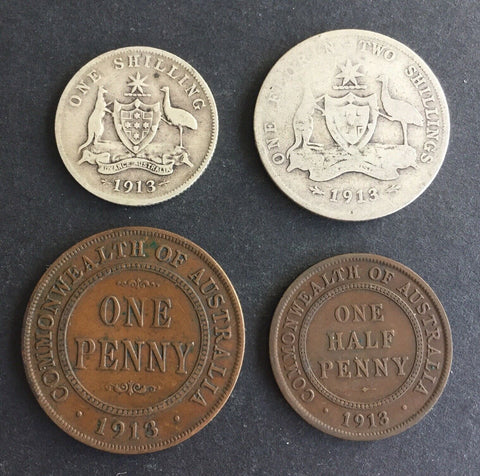 ONE SHILLING
ADVANCE AUSTRALIA
1913
ONE FLORIN TWO SHILLINGS
1913
COMMONWEALTH OF AUSTRALIA
ONE
PENNY
1913
COMMONWEALTH OF AUSTRALIA
ONE
HALF
PENNY
1913